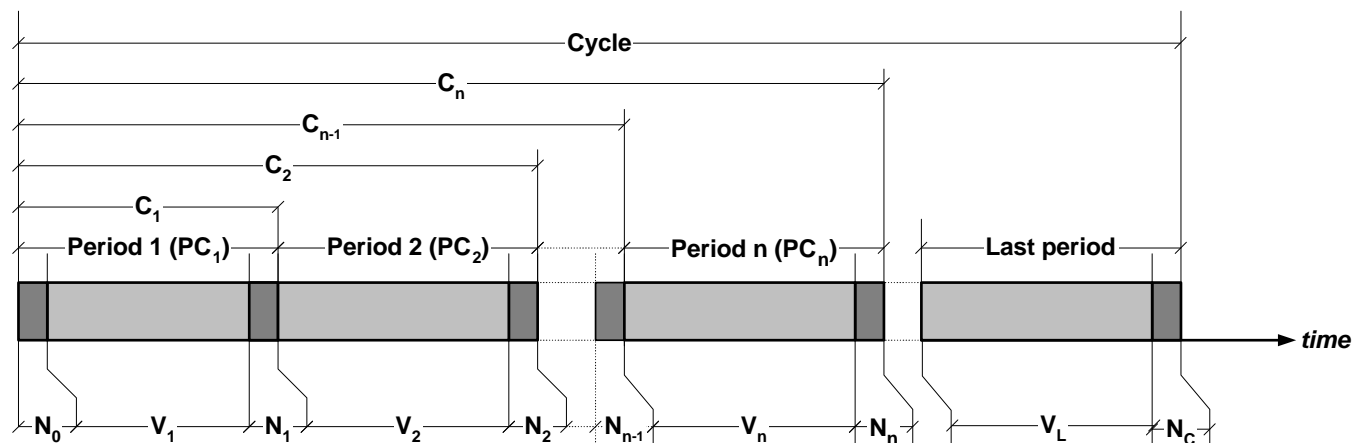 Cycle
Cn
Cn-1
C2
C1
Period 1 (PC1) Period 2 (PC2) Period n (PCn) Last period
time
N0 V1 N1 V2 N2 Nn-1 Vn Nn VL NC